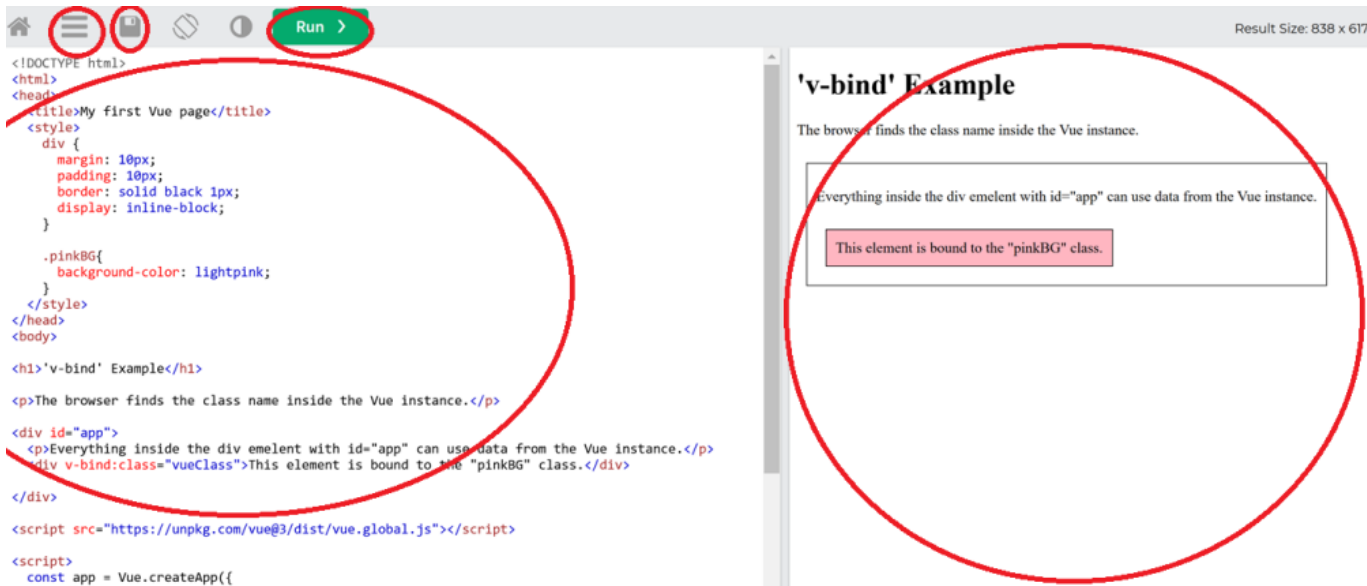 Run >
Result Size: 838 x 617
<!DOCTYPE html>
<html>
<head>
<title>My first Vue page</title>
<style>
div {
margin: 10px;
padding: 10px;
border: solid black 1px;
display: inline-block;
}
.pinkBG{
background-color: lightpink;
}
</style>
</head>
<body>
<h1>'v-bind' Example</h1>
<p>The browser finds the class name inside the Vue instance.</p>
<div id="app">
<p>Everything inside the div emelent with id="app" can use data from the Vue instance.</p>
<div v-bind:class="vueClass">This element is bound to the "pinkBG" class.</div>
</div>
<script src="https://unpkg.com/vue@3/dist/vue.global.js"></script>
<script>
const app = Vue.createApp({
'v-bind' Example
The browser finds the class name inside the Vue instance.
Everything inside the div emelent with id="app" can use data from the Vue instance.
This element is bound to the "pinkBG" class.